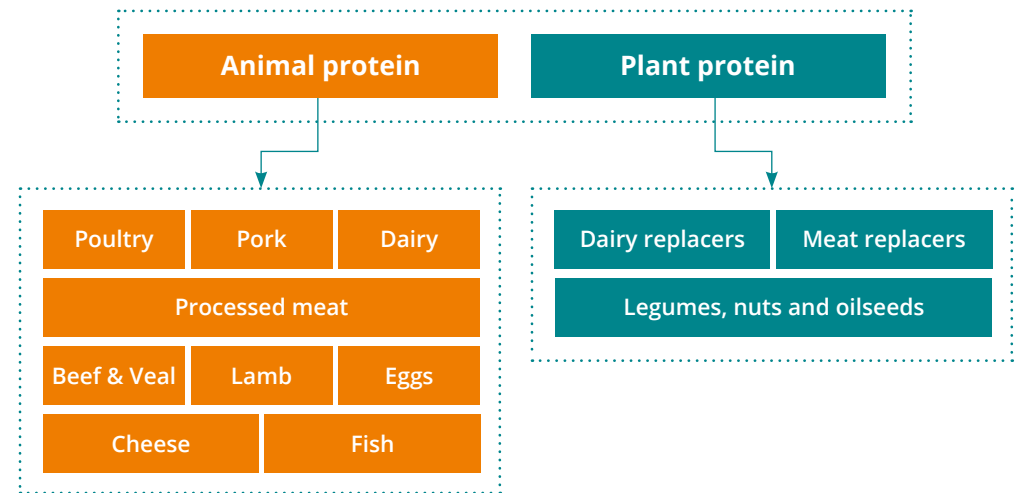 Animal protein
Plant protein
Poultry
Pork
Dairy
Processed meat
Beef & Veal
Lamb
Eggs
Cheese
Fish
Dairy replacers
Meat replacers
Legumes, nuts and oilseeds